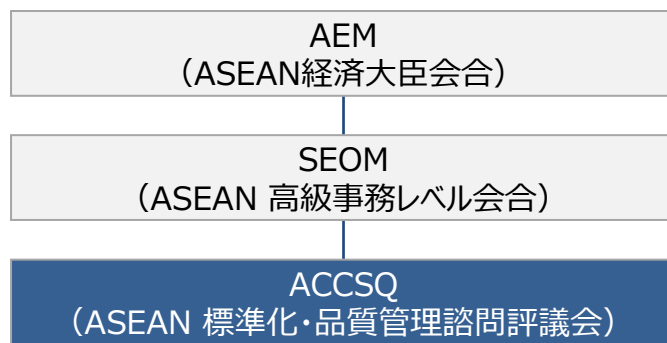 AEM
（ASEAN経済大臣会合）
SEOM
（ASEAN 高級事務レベル会合）
ACCSQ
（ASEAN 標準化・品質管理諮問評議会）